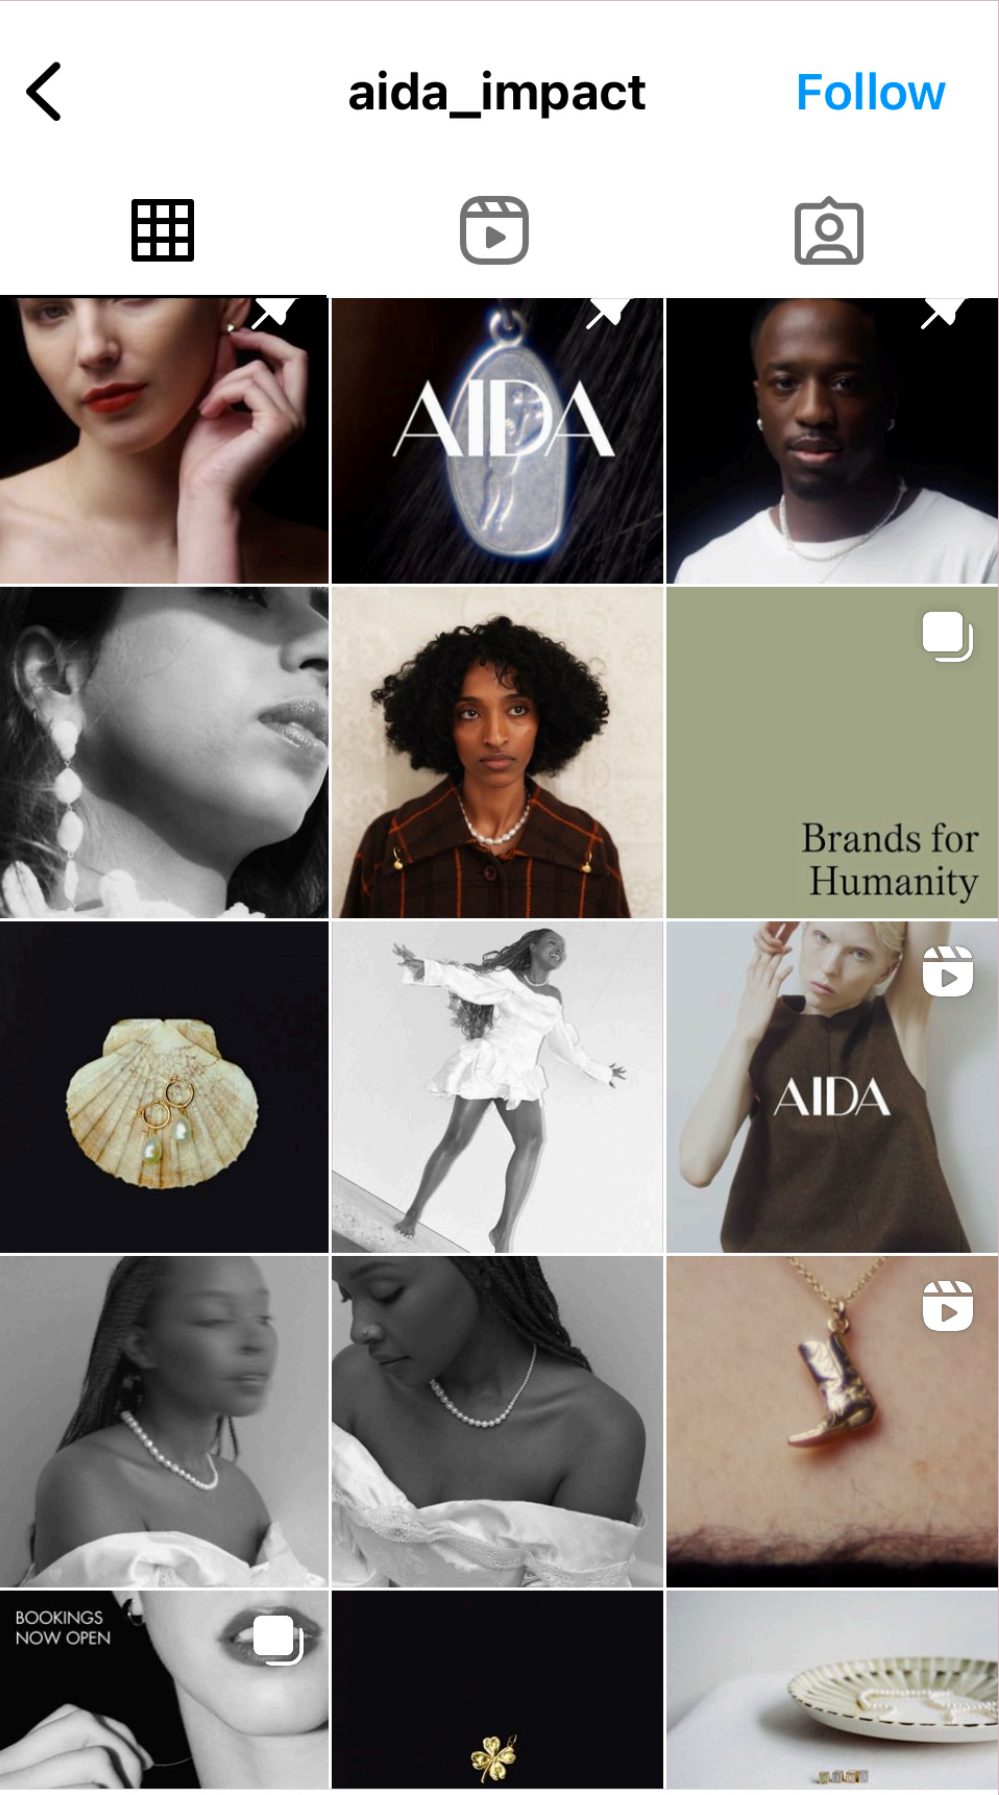 aida_impact
Follow
AIDA
Brands for
Humanity
AIDA
BOOKINGS
NOW OPEN